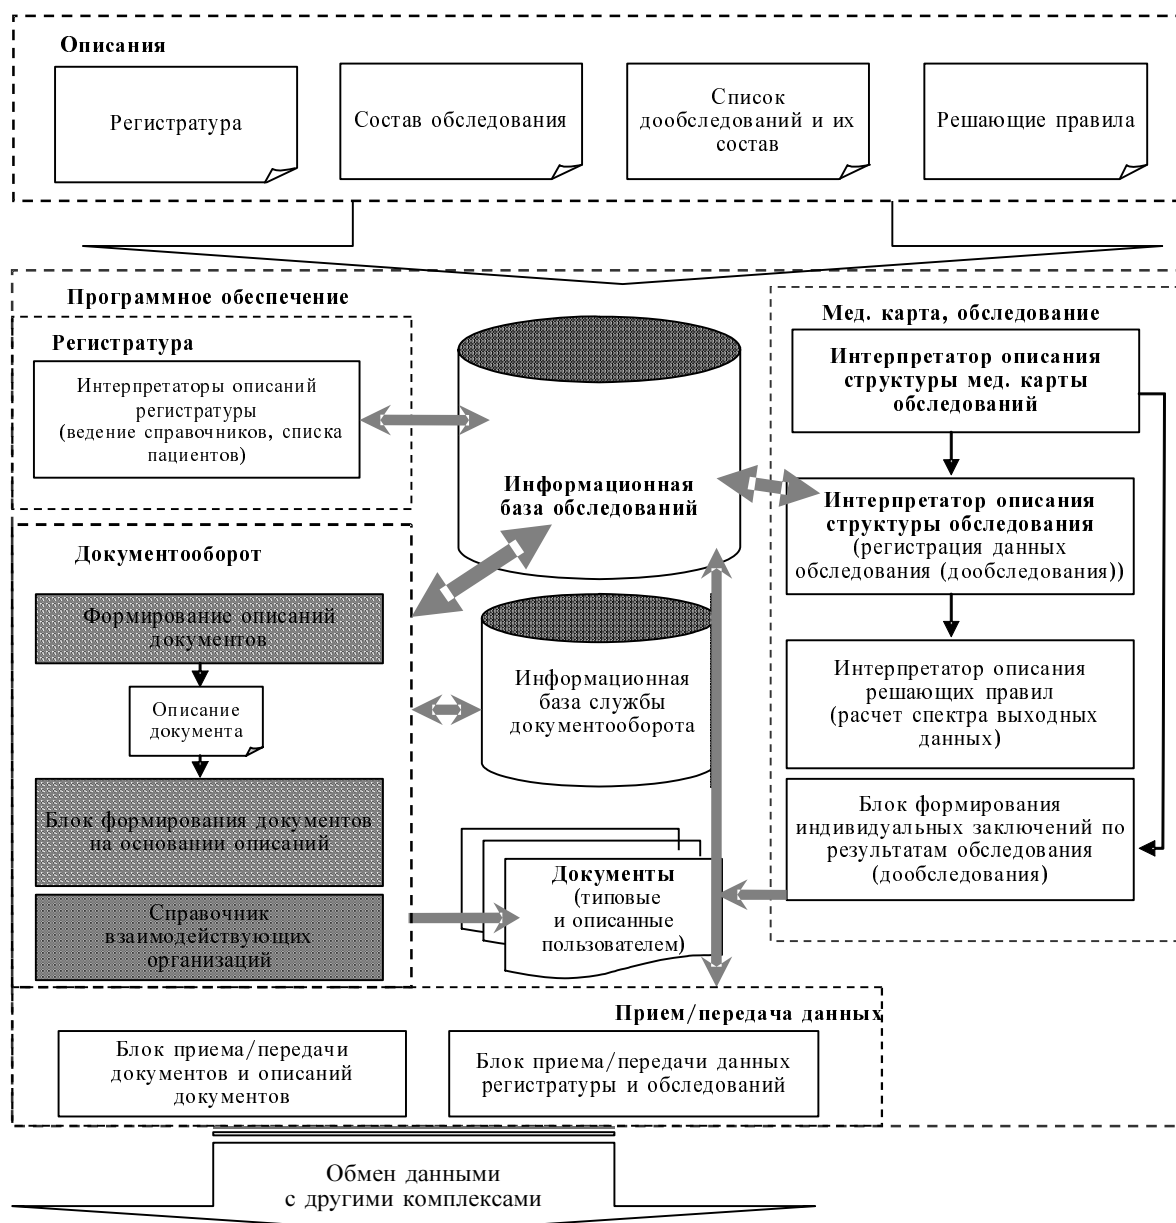 Описания
Регистратура
Состав обследования
Список
дообследований и их
состав
Решающие правила
Программное обеспечение
Регистратура
Интерпретаторы описаний
регистратуры
(ведение справочников, списка
пациентов)
Информационная
база обследований
Мед. карта, обследование
Интерпретатор описания
структуры мед. карты
обследований
Интерпретатор описания
структуры обследования
(регистрация данных
обследования (дообследования))
Интерпретатор описания
решающих правил
(расчет спектра выходных
данных)
Блок формирования
индивидуальных заключений по
результатам обследования
(дообследования)
Документооборот
Формирование описаний
документов
Описание
документа
Блок формирования документов
на основании описаний
Справочник
взаимодействующих
организаций
Информационная
база службы
документооборота
Документы
(типовые
и описанные
пользователем)
Прием/передача данных
Блок приема/передачи
документов и описаний
документов
Блок приема/передачи данных
регистратуры и обследований
Обмен данными
с другими комплексами